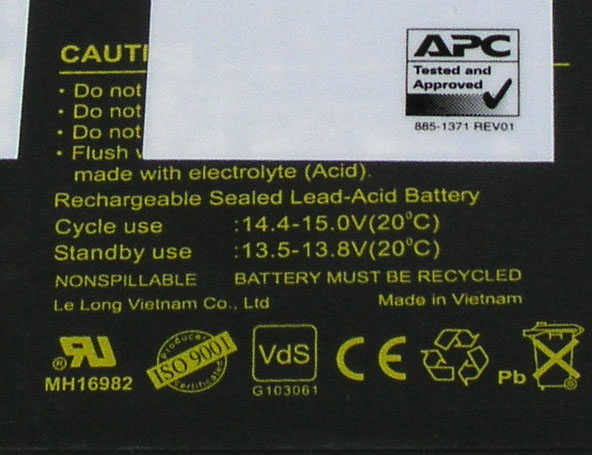 APC
Tested and
Approved
885-1371 REV01
· Do not
· Do not
· Do not
· Flush
made with electrolyte (Acid).
Rechargeable Sealed Lead-Acid Battery
Cycle use :14.4-15.0V(20°C)
Standby use :13.5-13.8V(20°C)
NONSPILLABLE BATTERY MUST BE RECYCLED
Le Long Vietnam Co., Ltd Made in Vietnam
MH16982
Producer
ISO 9001
Certificated
VdS
G103061
CE
Pb